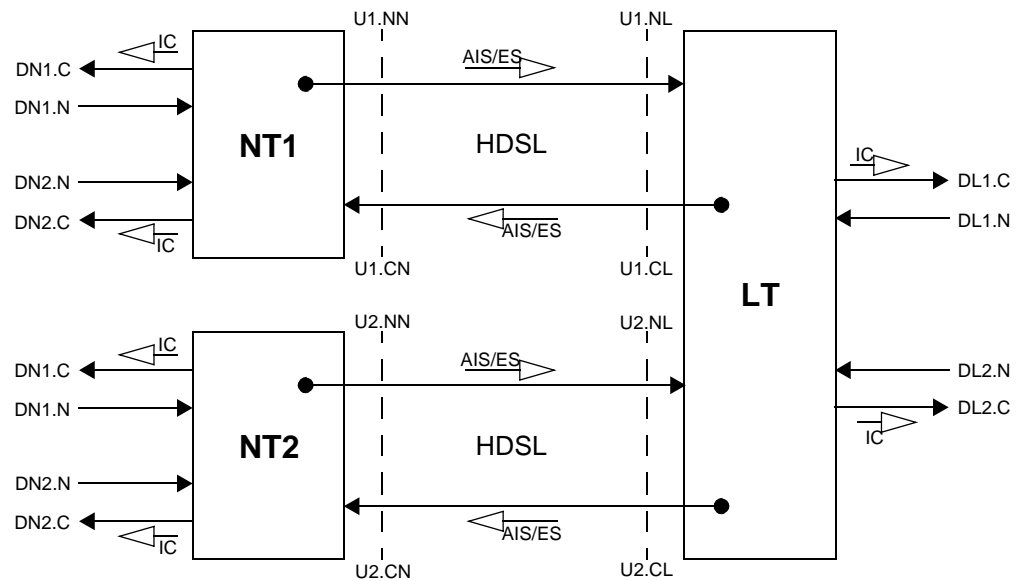 U1.NN U1.NL
IC
DN1.C
AIS/ES
DN1.N
NT1
HDSL
IC
DN2.N
DL1.C
DN2.C
IC
AIS/ES
DL1.N
U1.CN U1.CL
LT
U2.NN U2.NL
IC
DN1.C
AIS/ES
DL2.N
DN1.N
DL2.C
NT2
HDSL
IC
DN2.N
DN2.C
IC
AIS/ES
U2.CN U2.CL